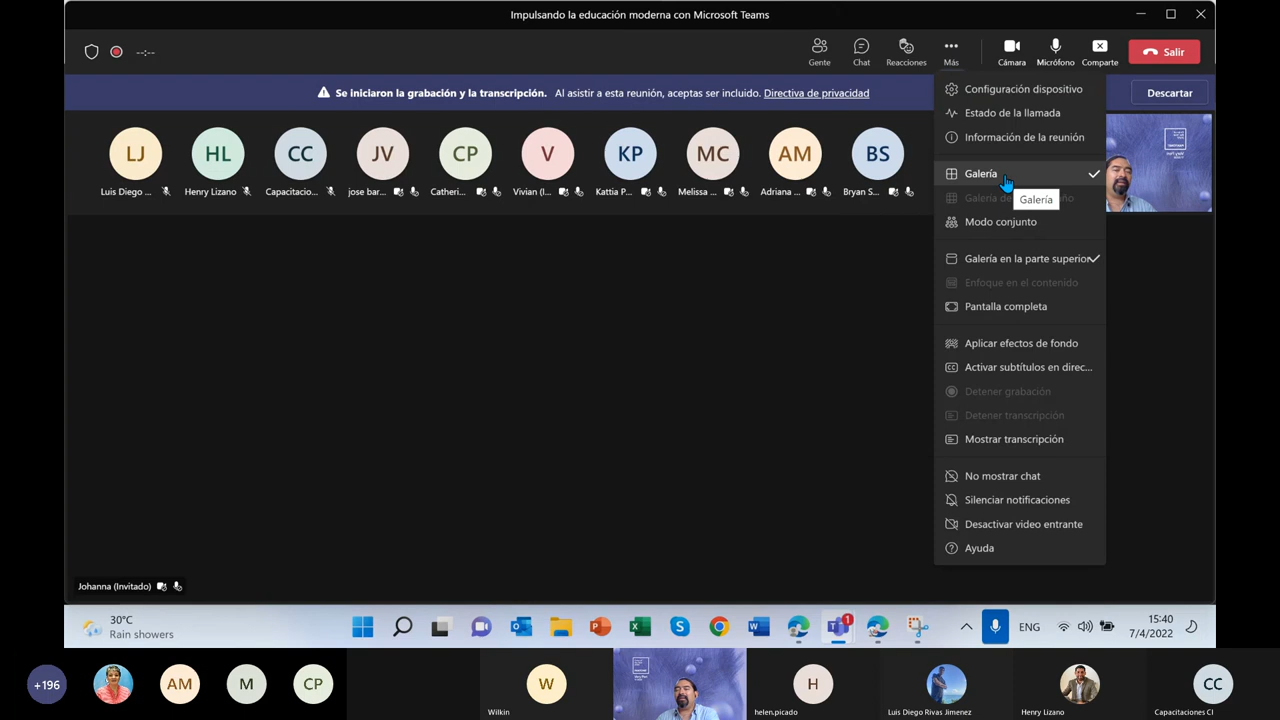 Impulsando la educación moderna con Microsoft Teams
--:--
Gente
Chat
Reacciones
Más
Cámara
Micrófono
Comparte
Salir
Se iniciaron la grabación y la transcripción. Al asistir a esta reunión, aceptas ser incluido. Directiva de privacidad
Descartar
LJ
HL
CC
JV
CP
V
KP
MC
AM
BS
Luis Diego ...
Henry Lizano
Capacitacio...
jose bar...
Catheri...
Vivian (I...
Kattia P...
Melissa ...
Adriana ...
Bryan S...
Configuración dispositivo
Estado de la llamada
Información de la reunión
Galería
Galería de
Galería
Modo conjunto
Galería en la parte superior
Enfoque en el contenido
Pantalla completa
Aplicar efectos de fondo
Activar subtítulos en direc...
Detener grabación
Detener transcripción
Mostrar transcripción
No mostrar chat
Silenciar notificaciones
Desactivar video entrante
Ayuda
Johanna (Invitado)
30°C
Rain showers
1
ENG
15:40
7/4/2022
+196
AM
M
CP
W
Wilkin
H
helen.picado
Luis Diego Rivas Jimenez
Henry Lizano
CC
Capacitaciones CI